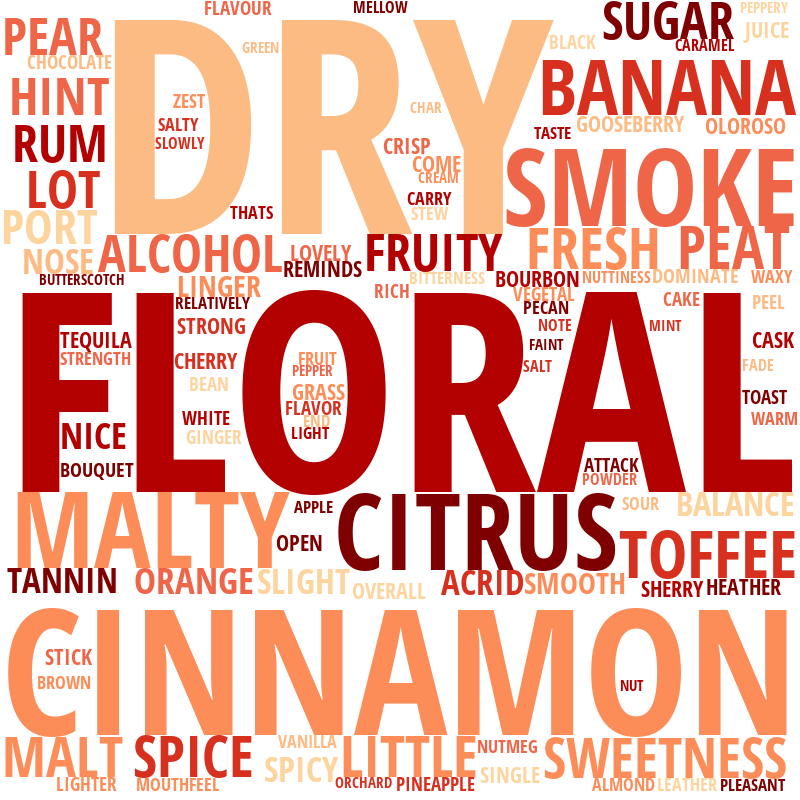 FLAVOUR
MELLOW
SUGAR
PEPPERY
PEAR
DRY
JUICE
GREEN
BLACK
CARAMEL
CHOCOLATE
HINT
BANANA
ZEST
CHAR
SALTY
GOOSEBERRY
OLOROSO
RUM
SLOWLY
CRISP
TASTE
COME
CREAM
SMOKE
LOT
CARRY
PORT
THATS
STEW
NOSE
ALCOHOL
LOVELY
FRUITY
FRESH
PEAT
REMINDS
BUTTERSCOTCH
LINGER
BITTERNESS
BOURBON
NUTTINESS
DOMINATE
WAXY
RICH
VEGETAL
RELATIVELY
PECAN
CAKE
PEEL
FLORAL
STRONG
NOTE
MINT
TEQUILA
FAINT
CASK
STRENGTH
CHERRY
FRUIT
PEPPER
SALT
FADE
BEAN
GRASS
TOAST
FLAVOR
WHITE
END
WARM
NICE
GINGER
LIGHT
BOUQUET
ATTACK
POWDER
MALTY
APPLE
CITRUS
SOUR
BALANCE
OPEN
TOFFEE
TANNIN
ORANGE
SLIGHT
OVERALL
ACRID
SMOOTH
SHERRY
HEATHER
CINNAMON
STICK
BROWN
NUT
MALT
SPICE
VANILLA
LITTLE
NUTMEG
SWEETNESS
SPICY
SINGLE
LIGHTER
MOUTHFEEL
ORCHARD
PINEAPPLE
ALMOND
LEATHER
PLEASANT